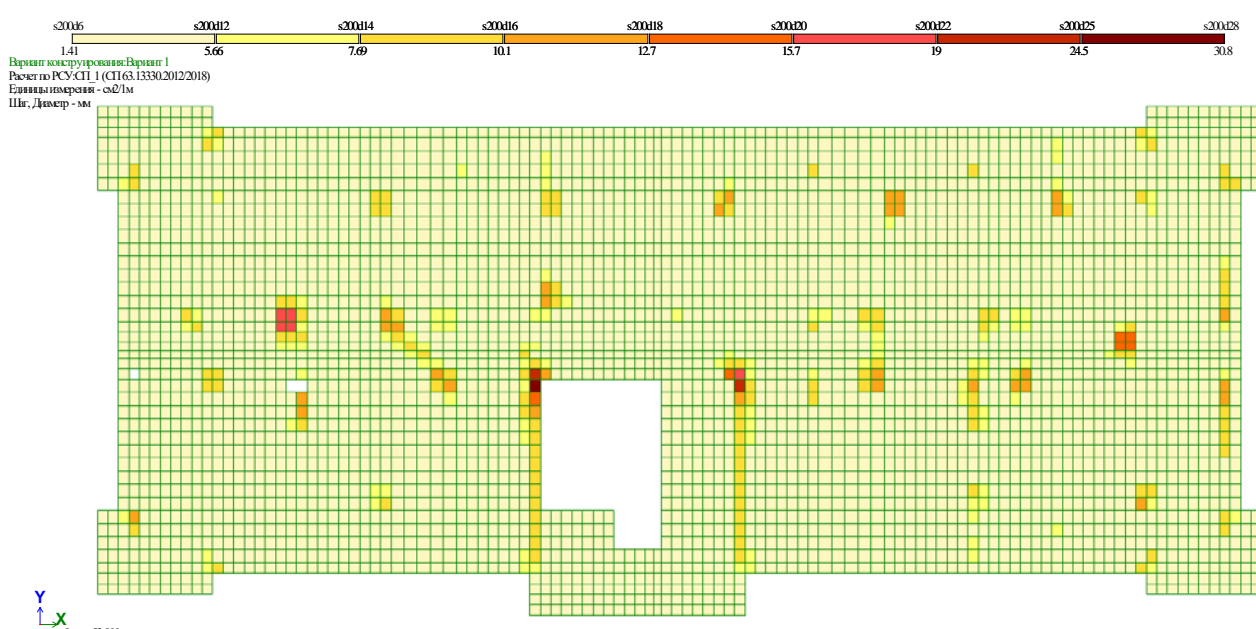 s200d6 s200d12 s200d14 s200d16 s200d18 s200d20 s200d22 s200d25 s200d28
1.41 5.66 7.69 10.1 12.7 15.7 19 24.5 30.8
Вариант конструирования:Вариант 1
Расчет по РСУ:СП_1 (СП 63.13330.2012/2018)
Единицы измерения - см2/1м
Шаг, Диаметр - мм
Y
X